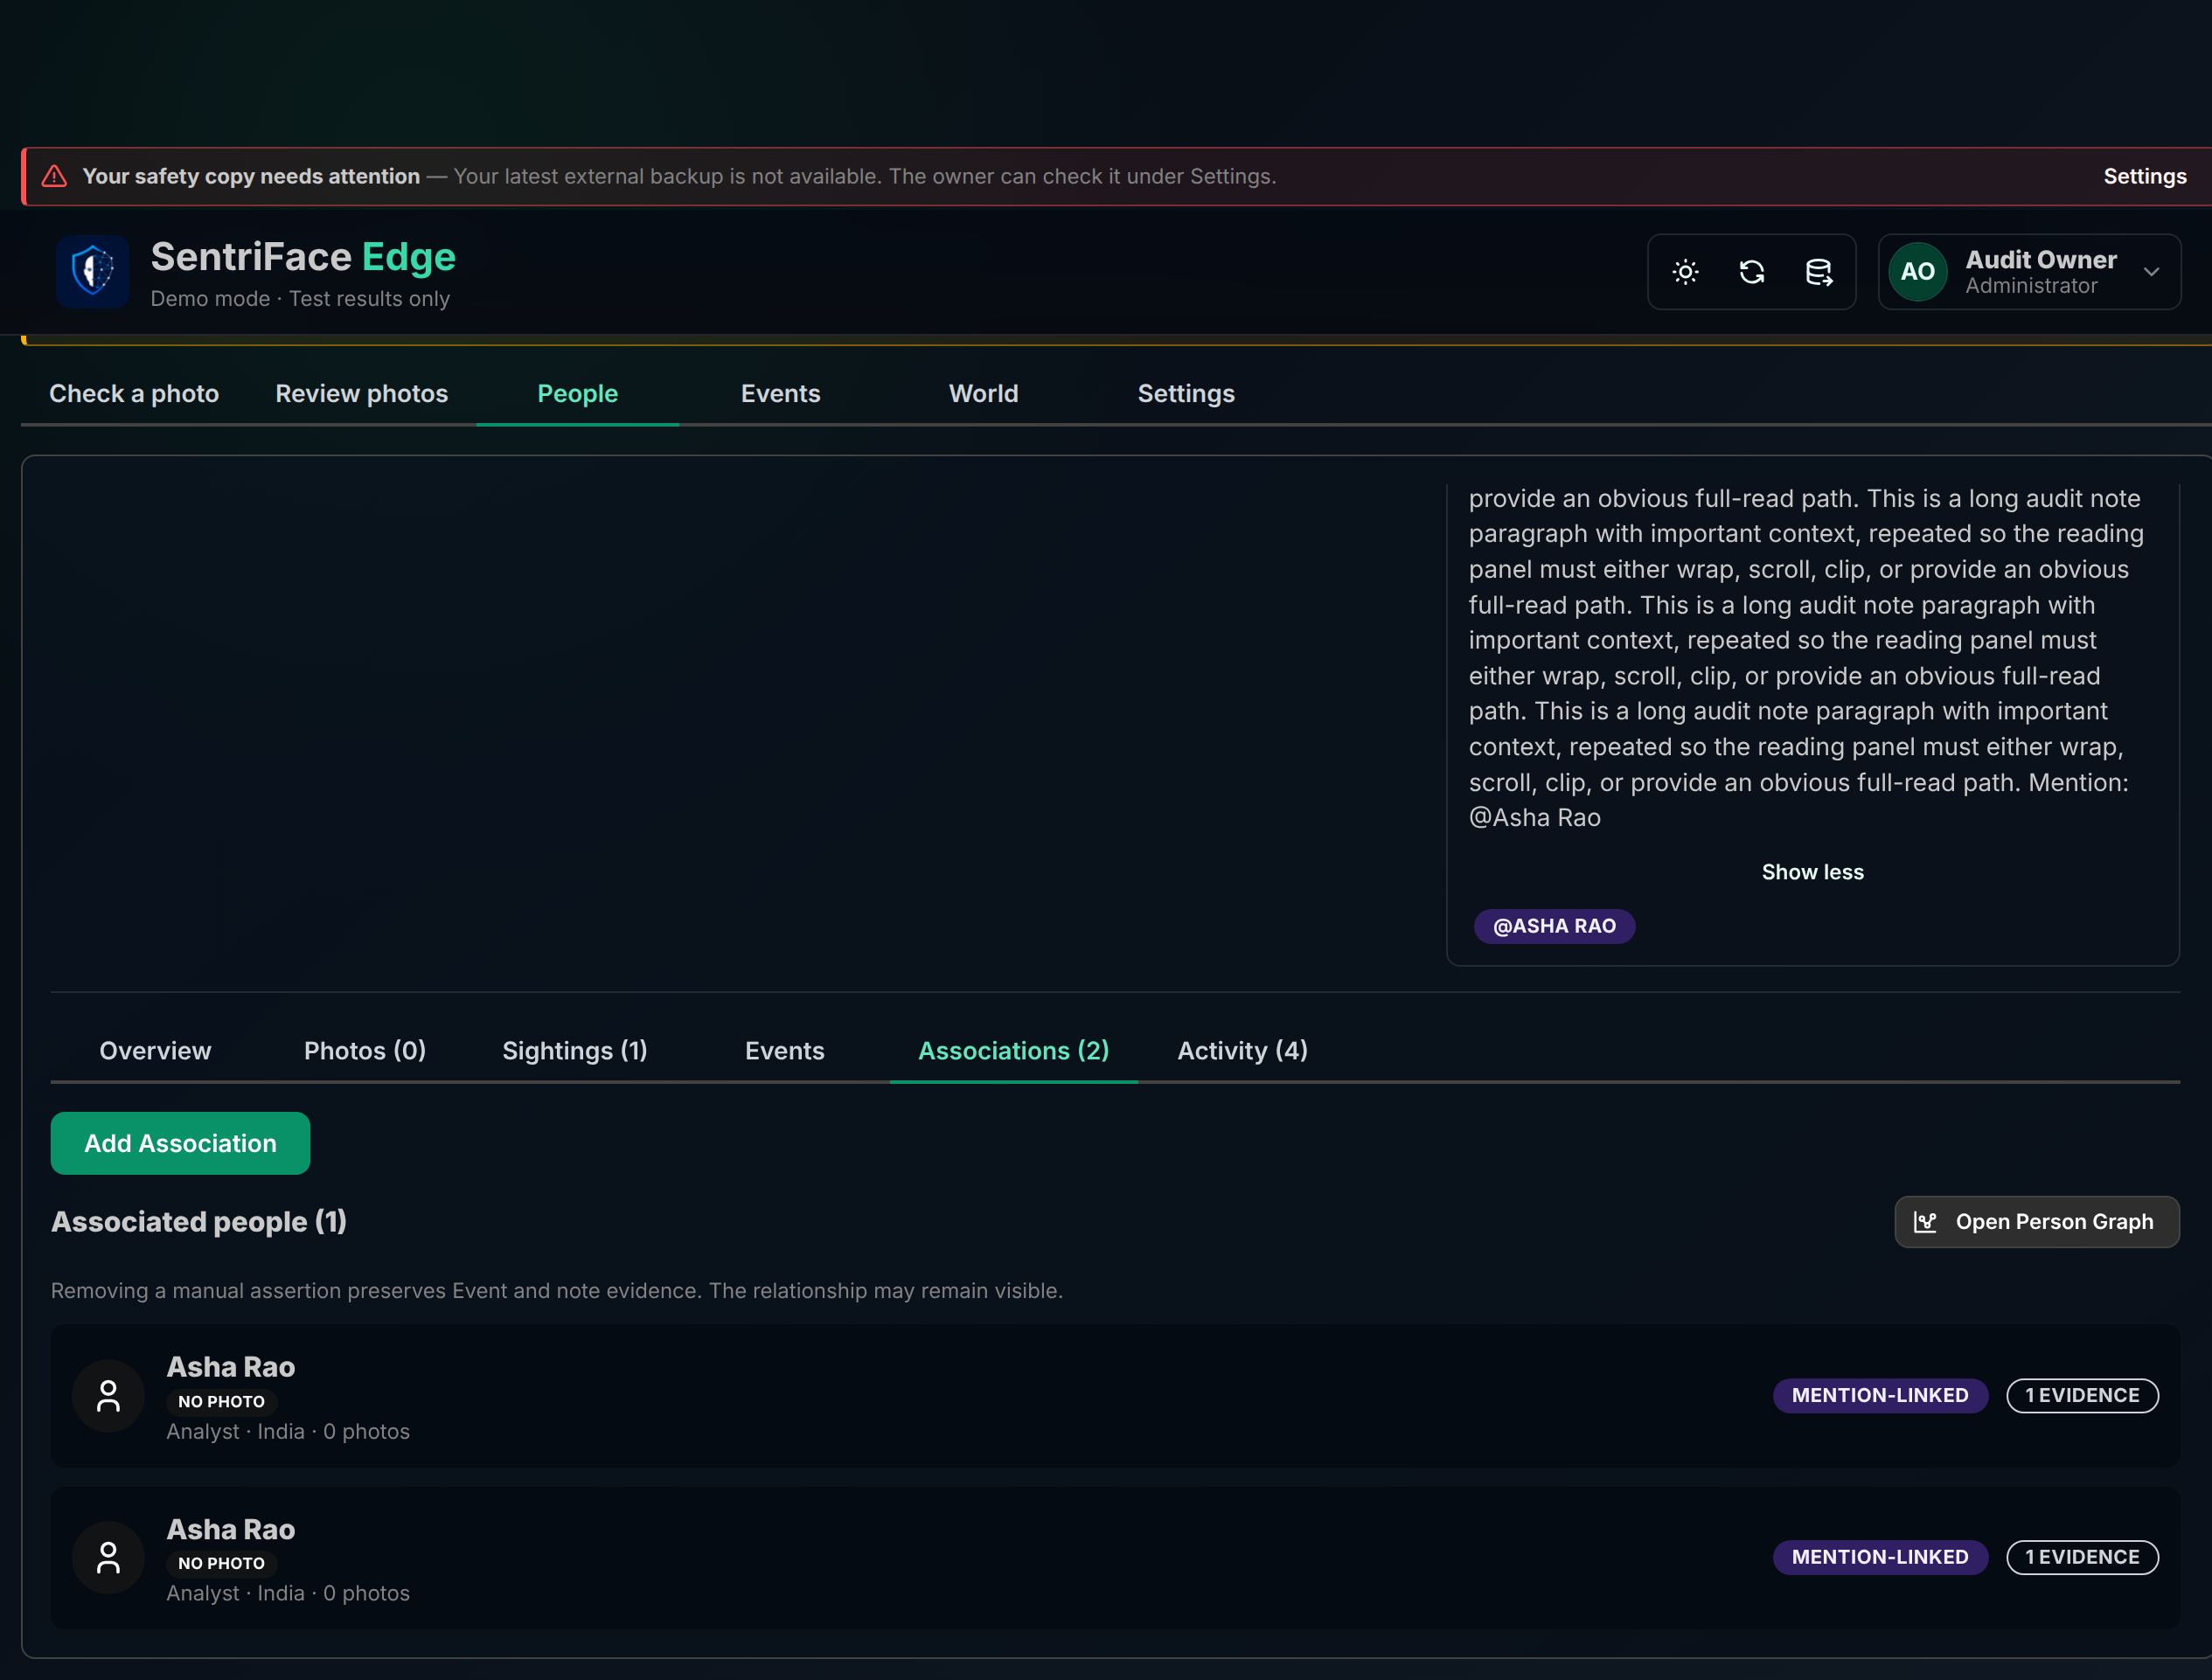 Your safety copy needs attention — Your latest external backup is not available. The owner can check it under Settings.
Settings
SentriFace Edge
Demo mode · Test results only
AO
Audit Owner
Administrator
Check a photo
Review photos
People
Events
World
Settings
provide an obvious full-read path. This is a long audit note
paragraph with important context, repeated so the reading
panel must either wrap, scroll, clip, or provide an obvious
full-read path. This is a long audit note paragraph with
important context, repeated so the reading panel must
either wrap, scroll, clip, or provide an obvious full-read
path. This is a long audit note paragraph with important
context, repeated so the reading panel must either wrap,
scroll, clip, or provide an obvious full-read path. Mention:
@Asha Rao
Show less
@ASHA RAO
Overview
Photos (0)
Sightings (1)
Events
Associations (2)
Activity (4)
Add Association
Associated people (1)
Open Person Graph
Removing a manual assertion preserves Event and note evidence. The relationship may remain visible.
Asha Rao
NO PHOTO
Analyst · India · 0 photos
MENTION-LINKED
1 EVIDENCE
Asha Rao
NO PHOTO
Analyst · India · 0 photos
MENTION-LINKED
1 EVIDENCE